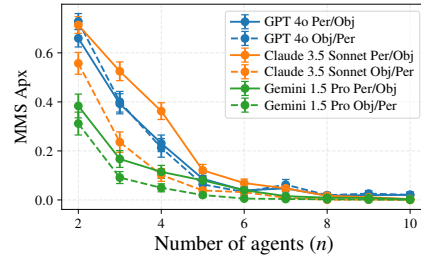 GPT 4o Per/Obj
GPT 4o Obj/Per
Claude 3.5 Sonnet Per/Obj
Claude 3.5 Sonnet Obj/Per
Gemini 1.5 Pro Per/Obj
Gemini 1.5 Pro Obj/Per
MMS Apx
0.6
0.4
0.2
0.0
2
4
6
8
10
Number of agents (n)